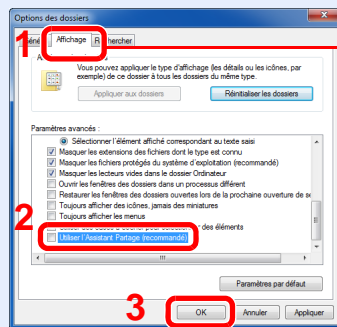 Options des dossiers
1
Affichage
Rechercher
Vous pouvez appliquer le type d'affichage (les détails ou les icônes, par
exemple) de ce dossier à tous les dossiers du même type.
Appliquer aux dossiers
Réinitialiser les dossiers
Paramètres avancés :
Sélectionner l'élément affiché correspondant au texte saisi
Masquer les extensions des fichiers dont le type est connu
Masquer les fichiers protégés du système d'exploitation (recommandé)
Masquer les lecteurs vides dans le dossier Ordinateur
Ouvrir les fenêtres des dossiers dans un processus différent
Restaurer les fenêtres des dossiers ouvertes lors de la prochaine ouverture de se
Toujours afficher des icônes, jamais des miniatures
Toujours afficher les menus
2
des éléments
Utiliser l'Assistant Partage (recommandé)
Paramètres par défaut
3
OK
Annuler
Appliquer